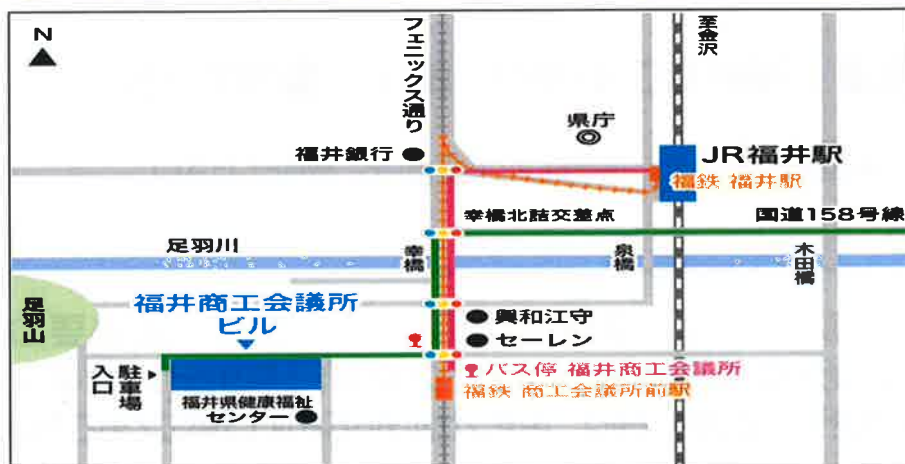 N
フェニックス通り
至金沢
県庁
福井銀行
JR福井駅
福鉄 福井駅
幸橋北詰交差点
国道158号線
足羽川
幸橋
泉橋
木田橋
足羽山
福井商工会議所
ビル
興和江守
セーレン
バス停 福井商工会議所
福鉄 商工会議所前駅
駐車場
入口
福井県健康福祉
センター